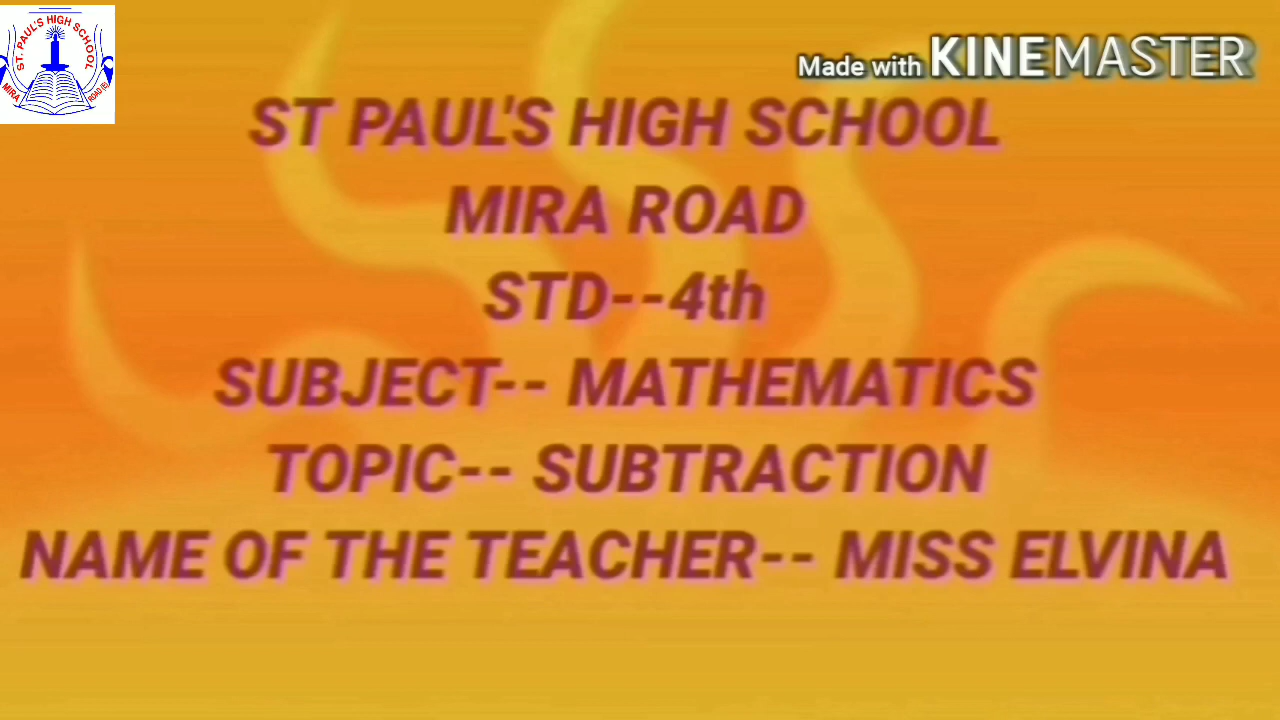 ST. PAUL'S HIGH SCHOOL
MIRA ROAD (E)
Made with KINEMASTER
ST PAUL'S HIGH SCHOOL
MIRA ROAD
STD--4th
SUBJECT-- MATHEMATICS
TOPIC-- SUBTRACTION
NAME OF THE TEACHER-- MISS ELVINA